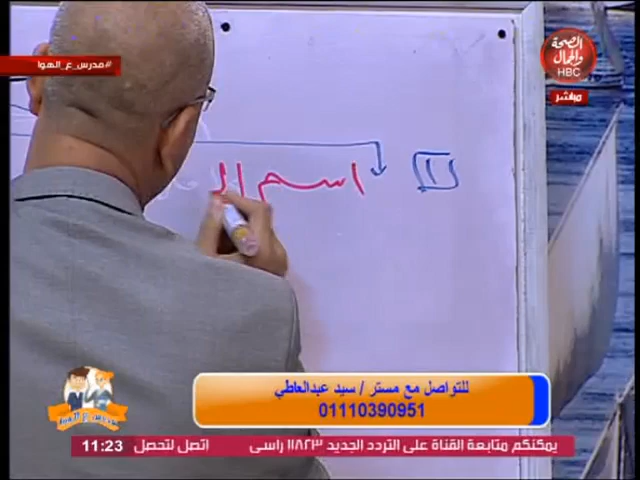 الصحة
والجمال
HBC
مباشر
#مدرس_ع_الهوا
اسم ال
للتواصل مع مستر / سيد عبدالعاطي
01110390951
مدرس ع الهوا
11:23
اتصل لتحصل
يمكنكم متابعة القناة على التردد الجديد ١١٨٢٣ راسى